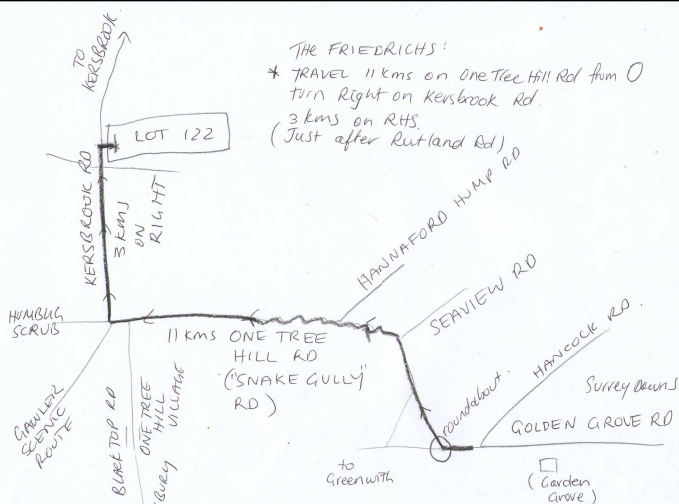 TO
KERSBROOK.
THE FRIEDRICHS:
* TRAVEL 11 kms on One Tree Hill Rd from O
turn Right on Kersbrook Rd.
3 kms on RHS.
(Just after Rutland Rd)
LOT 122
KERSBROOK RD
3 kms
ON
RIGHT
HANNAFORD HUMP RD
SEAVIEW RD
HUMBUG
SCRUB
11 kms ONE TREE
HILL RD
("SNAKE GULLY"
RD)
HANCOCK RD.
Surrey Downs
GOLDEN GROVE RD
roundabout.
GAWLER
SCENIC
ROUTE
BLACK TOP RD
ONE TREE
HILL
VILLAGE
to
Greenwith
(Garden
Grove)